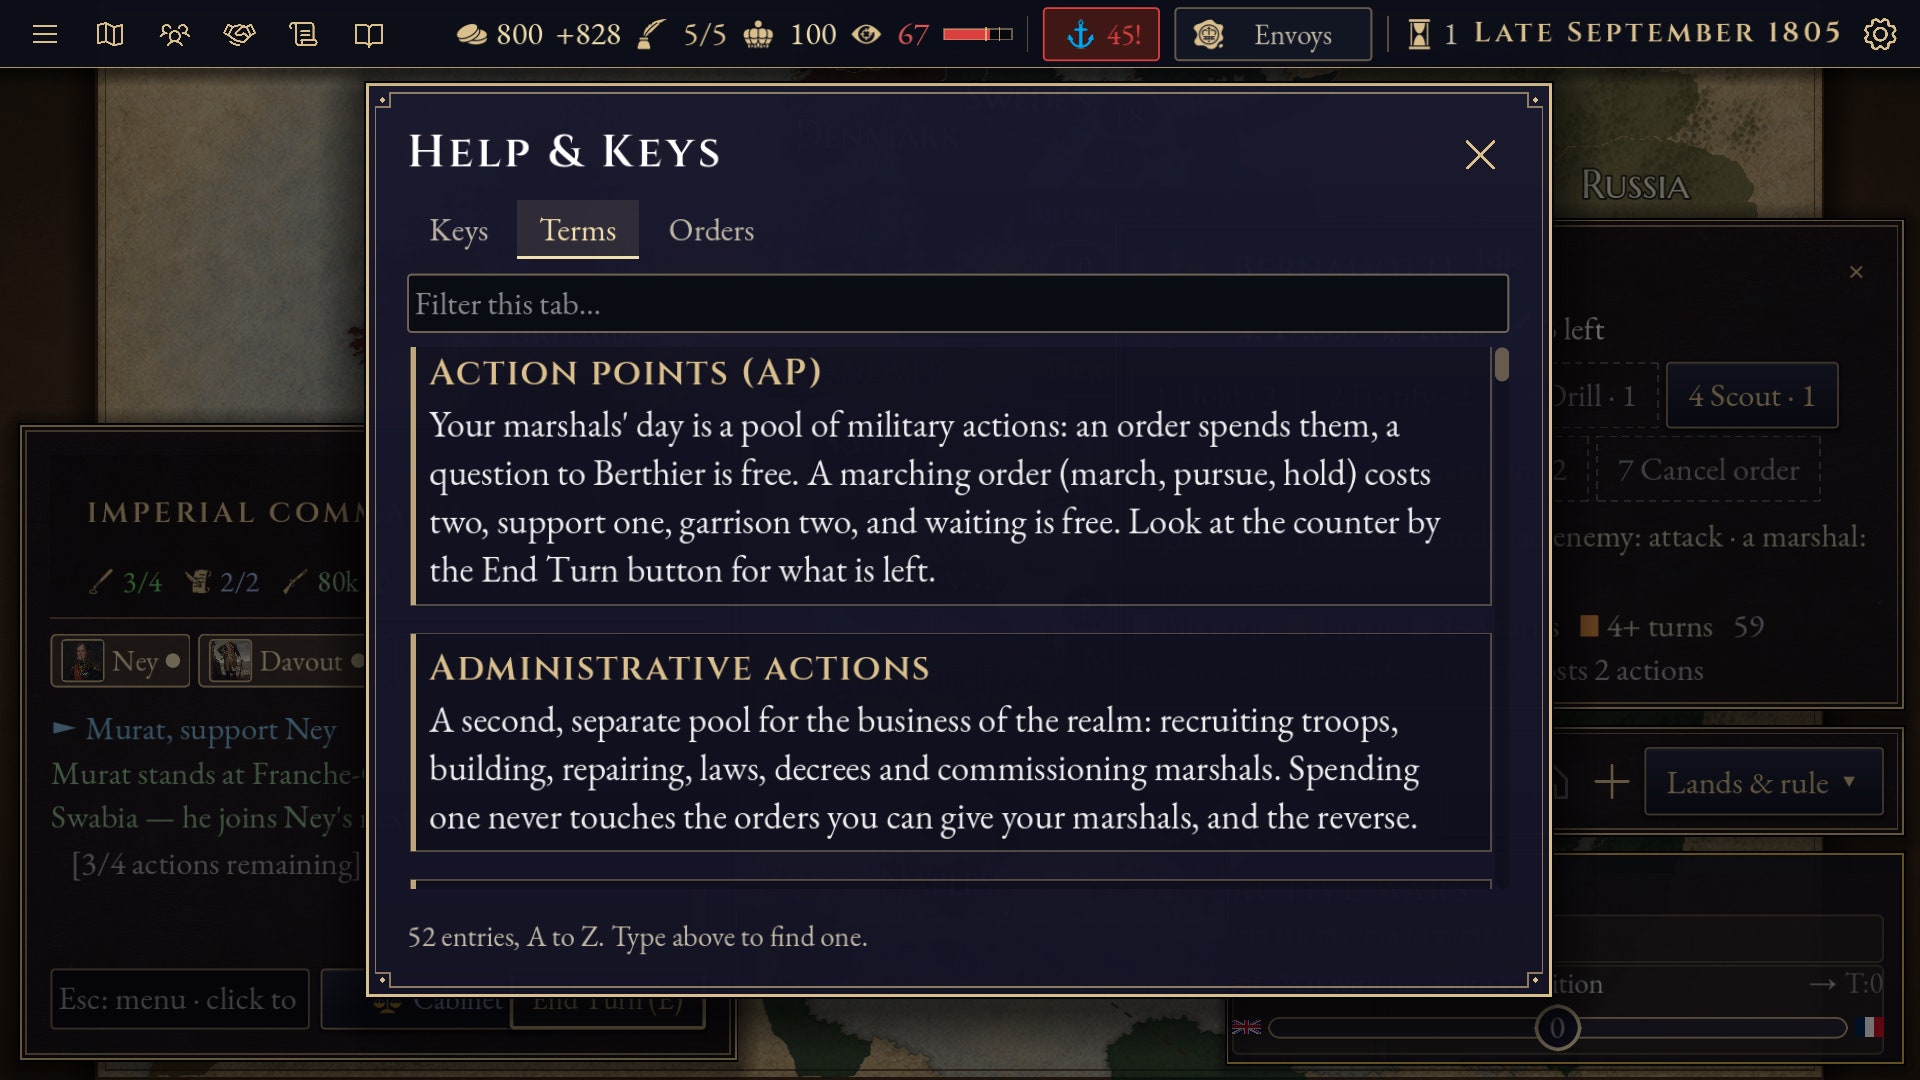 800 +828 5/5 100 67 45! Envoys 1 Late September 1805
Denmark
Russia
Help & Keys
Keys Terms Orders
Filter this tab...
Action points (AP)
Your marshals' day is a pool of military actions: an order spends them, a
question to Berthier is free. A marching order (march, pursue, hold) costs
two, support one, garrison two, and waiting is free. Look at the counter by
the End Turn button for what is left.
Administrative actions
A second, separate pool for the business of the realm: recruiting troops,
building, repairing, laws, decrees and commissioning marshals. Spending
one never touches the orders you can give your marshals, and the reverse.
52 entries, A to Z. Type above to find one.
Imperial Comm
3/4 2/2 80k
Ney Davout
Murat, support Ney
Murat stands at Franche-
Swabia — he joins Ney's
[3/4 actions remaining]
Esc: menu · click to Cabinet End Turn (E)
left
Drill · 1 4 Scout · 1
2 7 Cancel order
enemy: attack · a marshal:
4+ turns 59
sts 2 actions
Lands & rule
ition → T:0
0